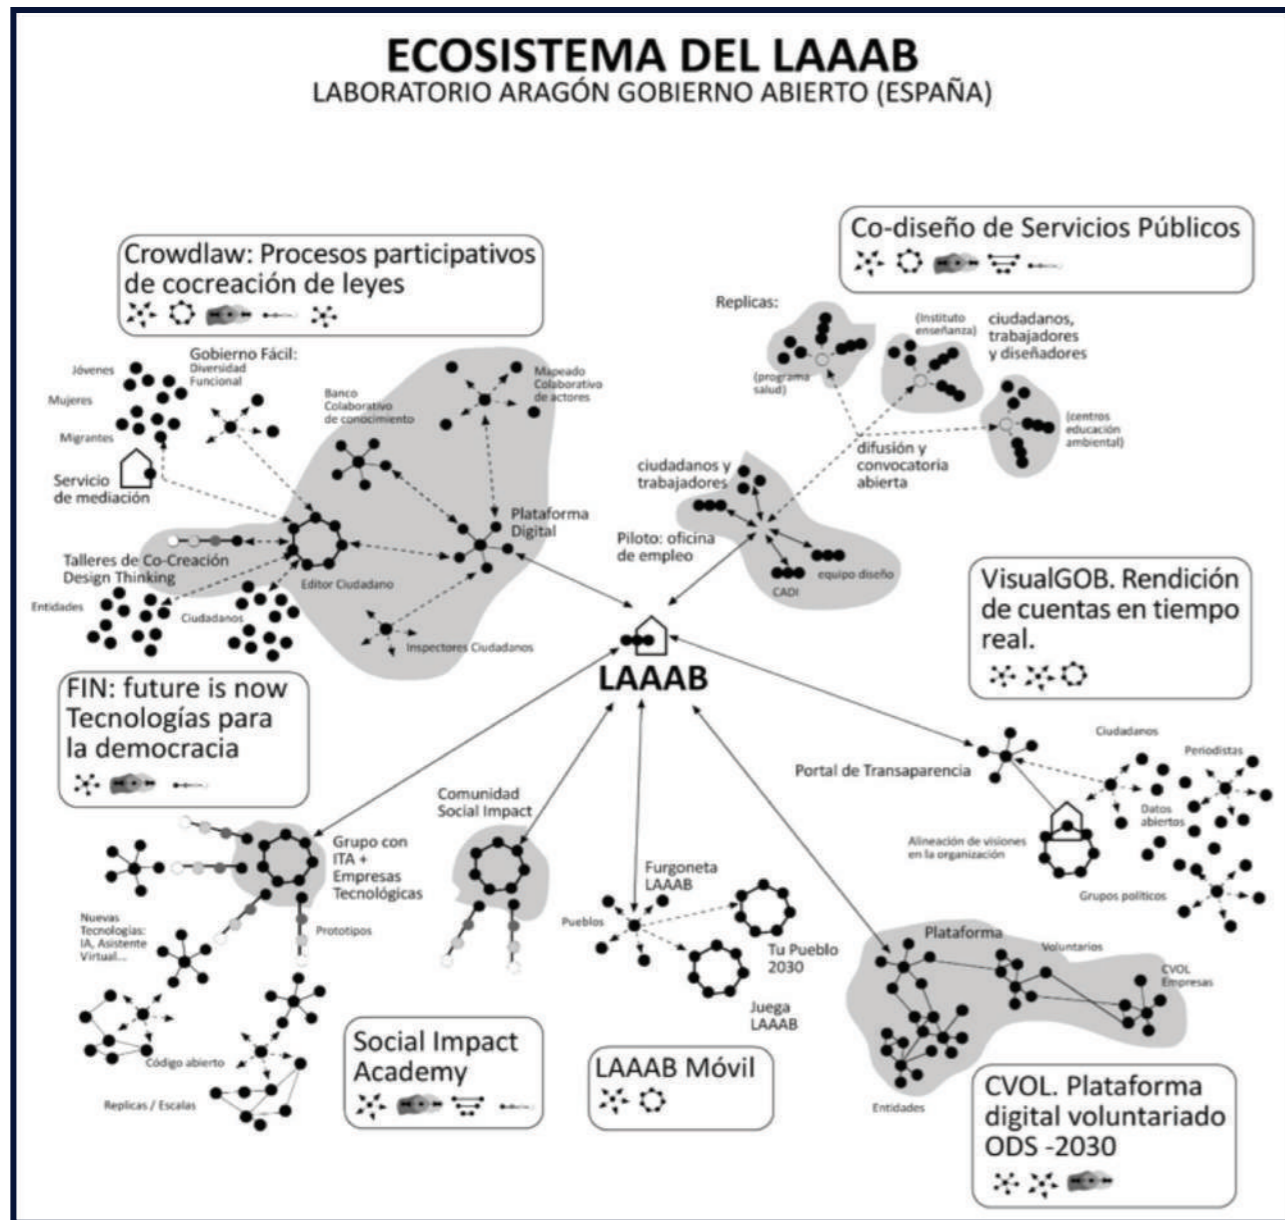 ECOSISTEMA DEL LAAAB
LABORATORIO ARAGÓN GOBIERNO ABIERTO (ESPAÑA)
Crowdlaw: Procesos participativos
de cocreación de leyes
Jóvenes
Mujeres
Migrantes
Servicio
de mediación
Gobierno Fácil:
Diversidad
Funcional
Banco
Colaborativo
de conocimiento
Mapeado
Colaborativo
de actores
Plataforma
Digital
Talleres de Co-Creación
Design Thinking
Editor Ciudadano
Entidades
Ciudadanos
Inspectores Ciudadanos
Co-diseño de Servicios Públicos
Replicas:
(programa
salud)
(Instituto
enseñanza)
ciudadanos,
trabajadores
y diseñadores
(centros
educación
ambiental)
difusión y
convocatoria
abierta
ciudadanos y
trabajadores
Piloto: oficina
de empleo
equipo diseño
CADI
LAAAB
VisualGOB. Rendición
de cuentas en tiempo
real.
Ciudadanos
Periodistas
Portal de Transaparencia
Datos
abiertos
Alineación de visiones
en la organización
Grupos políticos
FIN: future is now
Tecnologías para
la democracia
Grupo con
ITA +
Empresas
Tecnológicas
Nuevas
Tecnologías:
IA, Asistente
Virtual...
Prototipos
Código abierto
Replicas / Escalas
Comunidad
Social Impact
Social Impact
Academy
Furgoneta
LAAAB
Pueblos
Tu Pueblo
2030
Juega
LAAAB
LAAAB Móvil
Plataforma
Voluntarios
CVOL
Empresas
Entidades
CVOL. Plataforma
digital voluntariado
ODS -2030